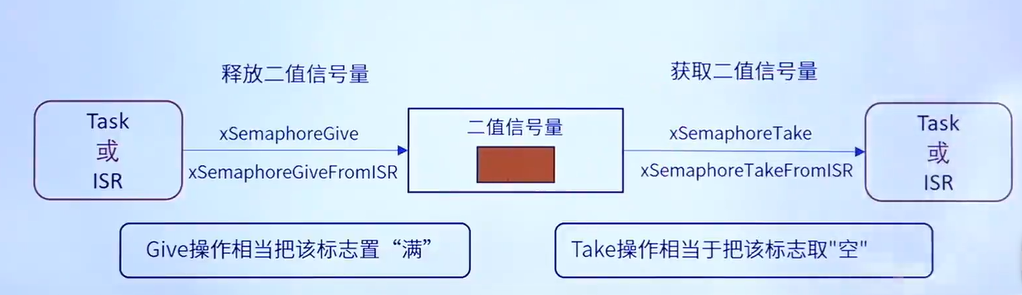 释放二值信号量
获取二值信号量
Task
或
ISR
xSemaphoreGive
xSemaphoreGiveFromISR
二值信号量
xSemaphoreTake
xSemaphoreTakeFromISR
Task
或
ISR
Give操作相当把该标志置“满”
Take操作相当于把该标志取"空"